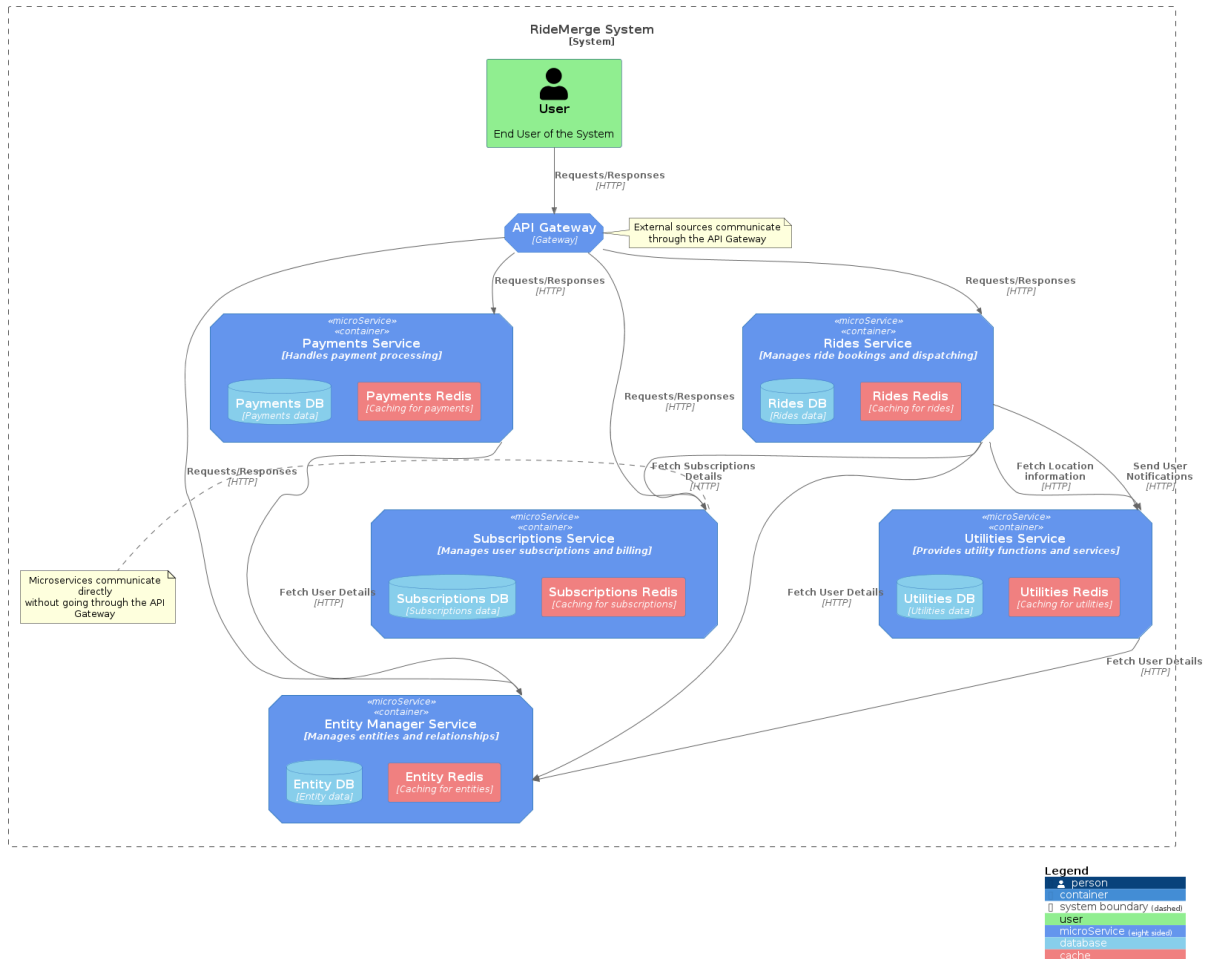 RideMerge System
[System]
User
End User of the System
Requests/Responses
[HTTP]
API Gateway
[Gateway]
External sources communicate
through the API Gateway
Requests/Responses
[HTTP]
Requests/Responses
[HTTP]
«microService»
«container»
Payments Service
[Handles payment processing]
Payments DB
[Payments data]
Payments Redis
[Caching for payments]
«microService»
«container»
Rides Service
[Manages ride bookings and dispatching]
Rides DB
[Rides data]
Rides Redis
[Caching for rides]
Requests/Responses
[HTTP]
Requests/Responses
[HTTP]
Fetch Subscriptions
Details
[HTTP]
Fetch Location
information
[HTTP]
Send User
Notifications
[HTTP]
«microService»
«container»
Subscriptions Service
[Manages user subscriptions and billing]
Subscriptions DB
[Subscriptions data]
Subscriptions Redis
[Caching for subscriptions]
«microService»
«container»
Utilities Service
[Provides utility functions and services]
Utilities DB
[Utilities data]
Utilities Redis
[Caching for utilities]
Microservices communicate
directly
without going through the API
Gateway
Fetch User Details
[HTTP]
Fetch User Details
[HTTP]
Fetch User Details
[HTTP]
«microService»
«container»
Entity Manager Service
[Manages entities and relationships]
Entity DB
[Entity data]
Entity Redis
[Caching for entities]
Legend
person
container
system boundary (dashed)
user
microService (eight sided)
database
cache